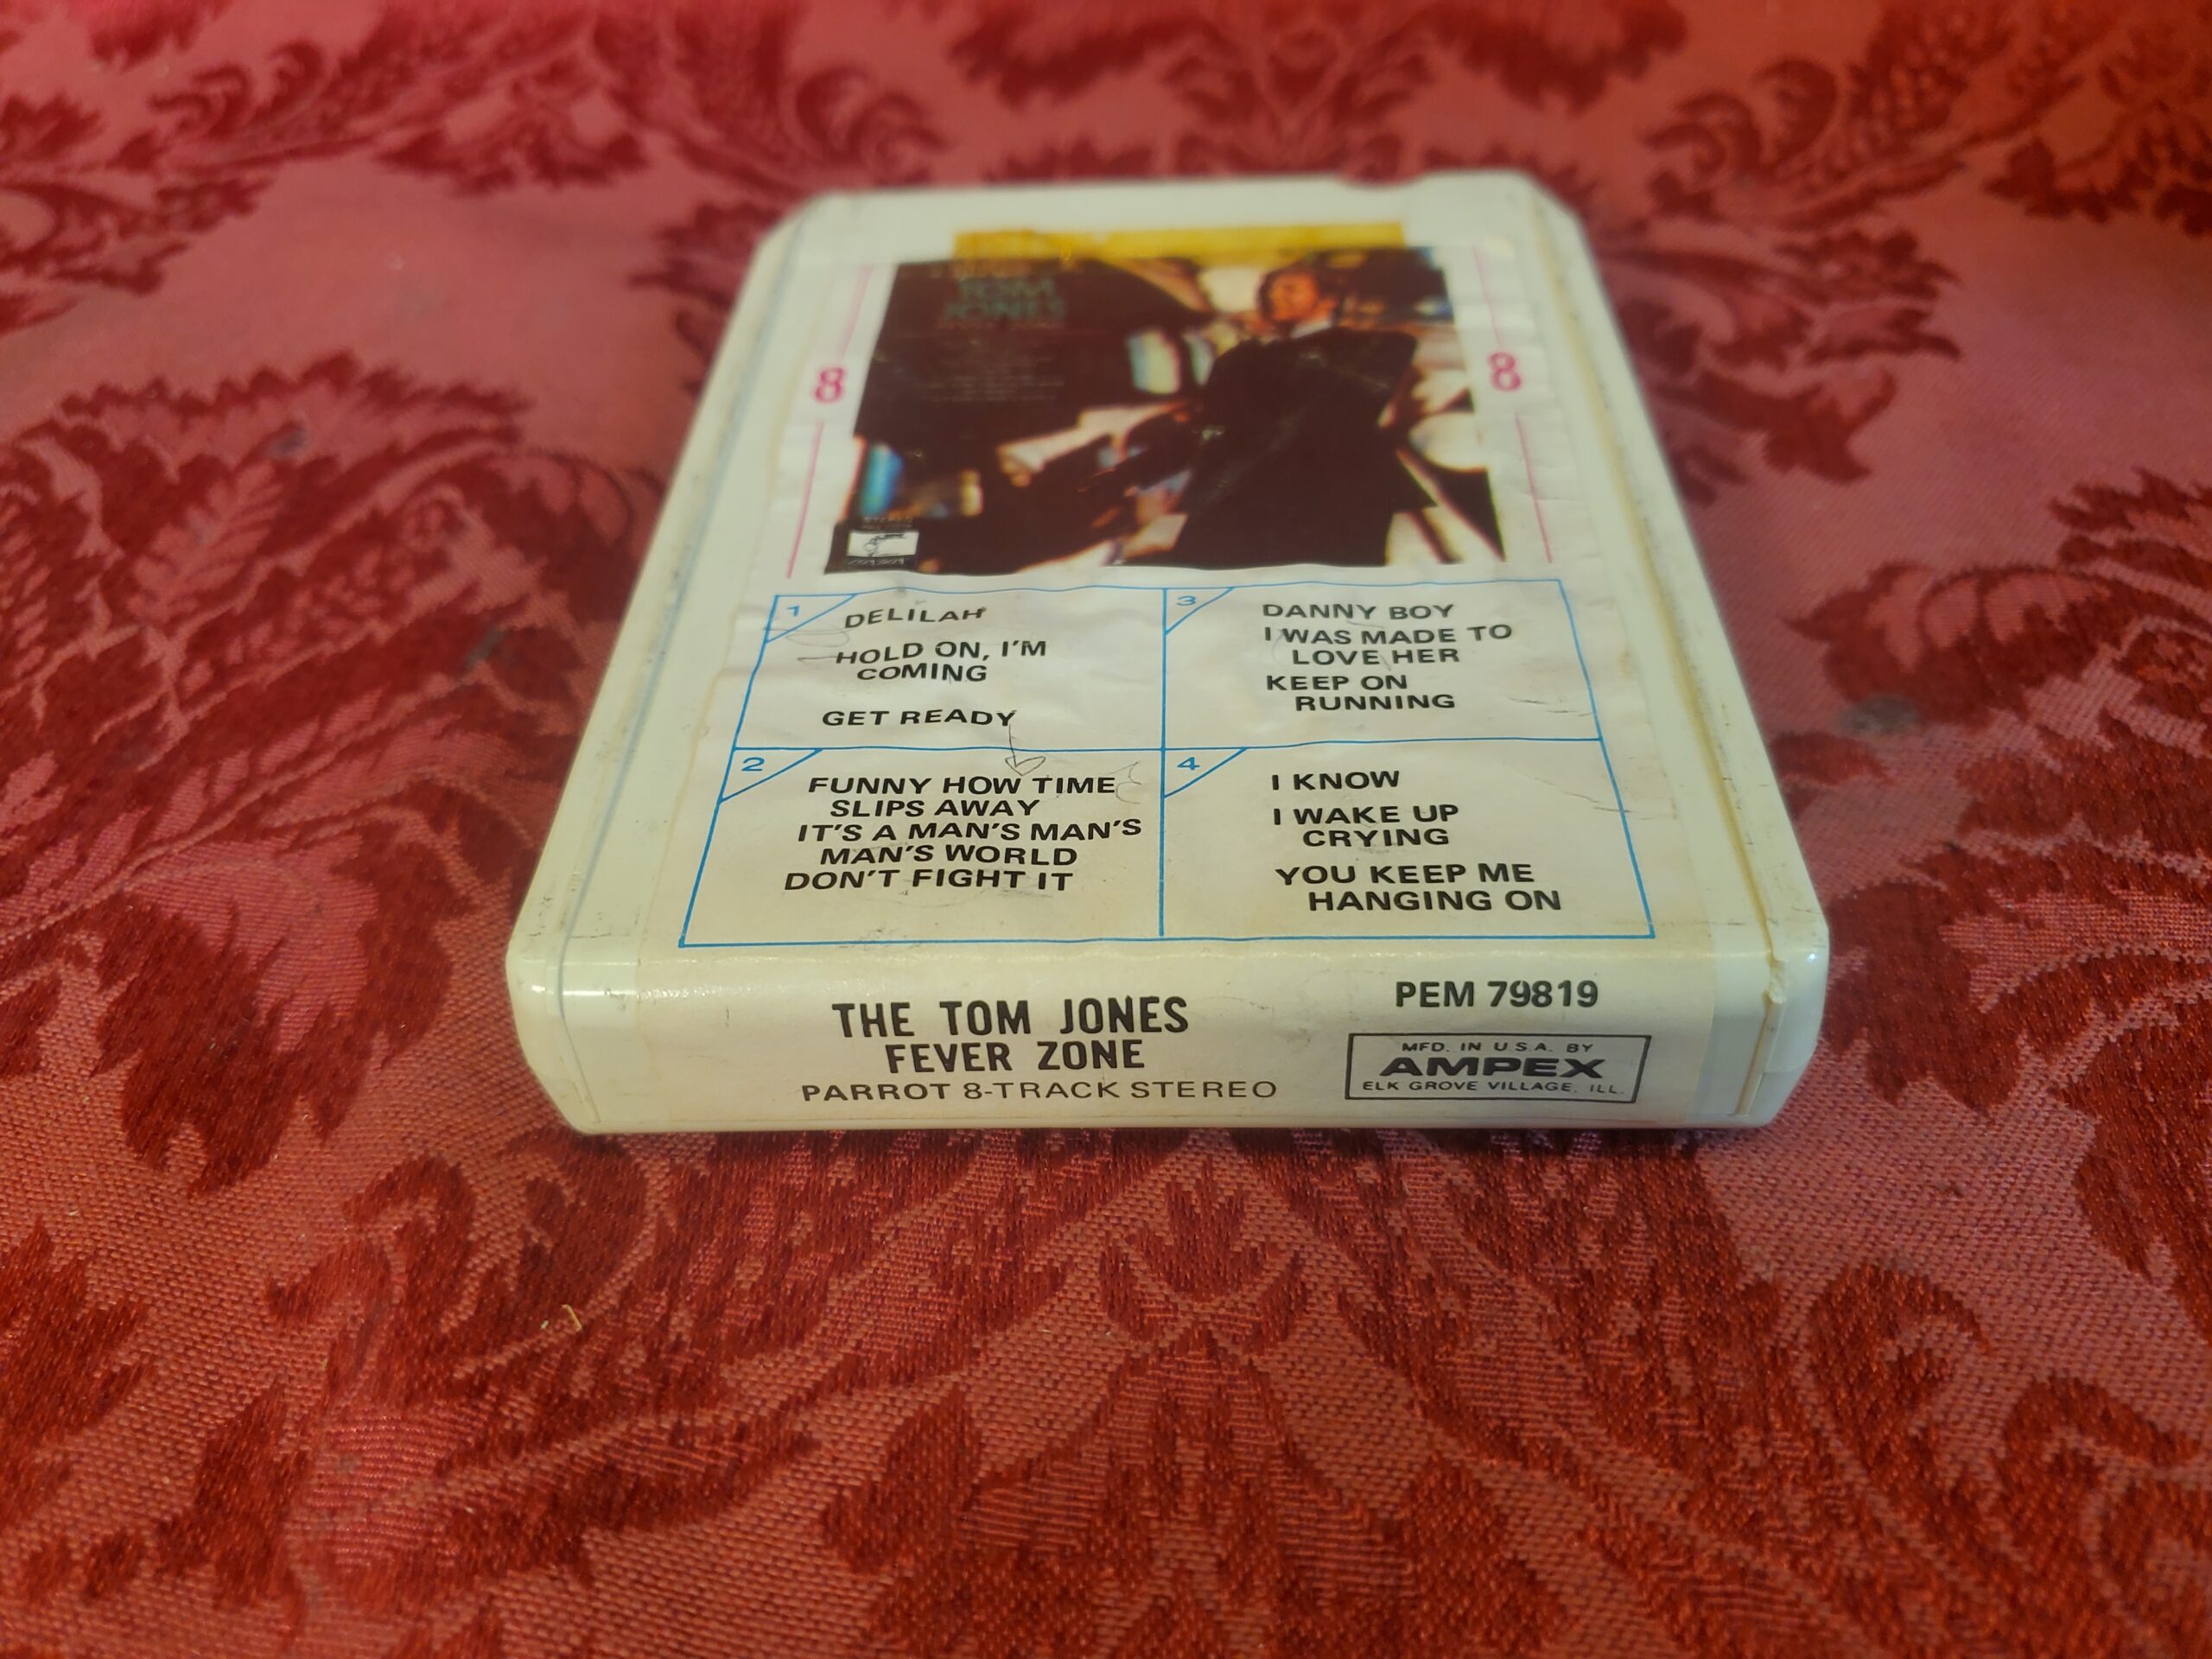 TOM
JONES
8
8
1
DELILAH
HOLD ON, I'M
COMING
GET READY
2
FUNNY HOW TIME
SLIPS AWAY
IT'S A MAN'S MAN'S
MAN'S WORLD
DON'T FIGHT IT
3
DANNY BOY
I WAS MADE TO
LOVE HER
KEEP ON
RUNNING
4
I KNOW
I WAKE UP
CRYING
YOU KEEP ME
HANGING ON
THE TOM JONES
FEVER ZONE
PARROT 8-TRACK STEREO
PEM 79819
MFD. IN U.S.A. BY
AMPEX
ELK GROVE VILLAGE, ILL.